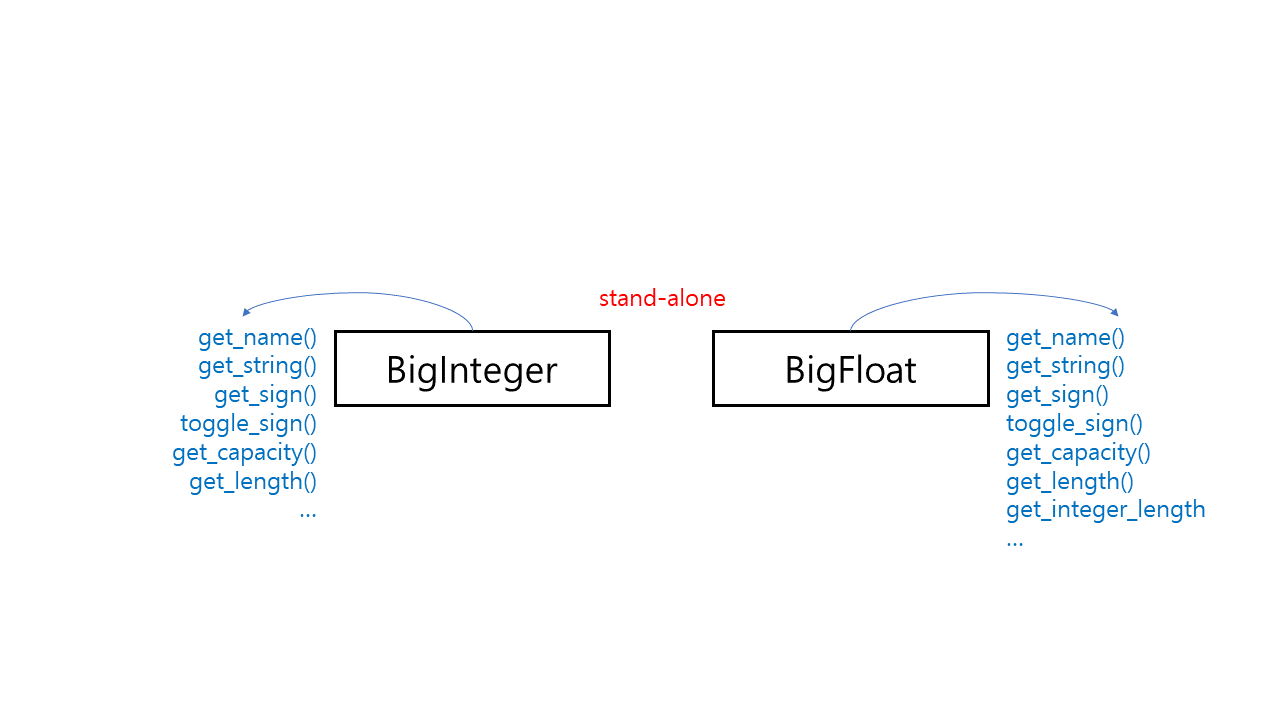 stand-alone
get_name()
get_string()
get_sign()
toggle_sign()
get_capacity()
get_length()
...
BigInteger
BigFloat
get_name()
get_string()
get_sign()
toggle_sign()
get_capacity()
get_length()
get_integer_length
...